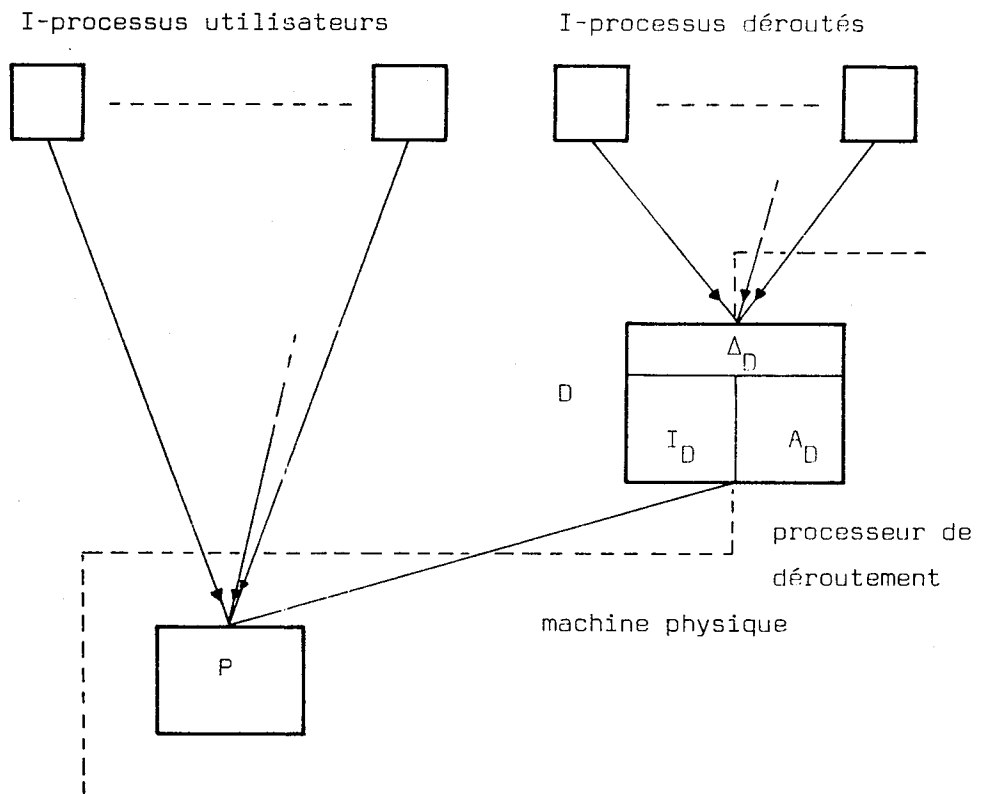 I-processus utilisateurs
I-processus déroutés
Δ_D
D
I_D
A_D
processeur de
déroutement
machine physique
P